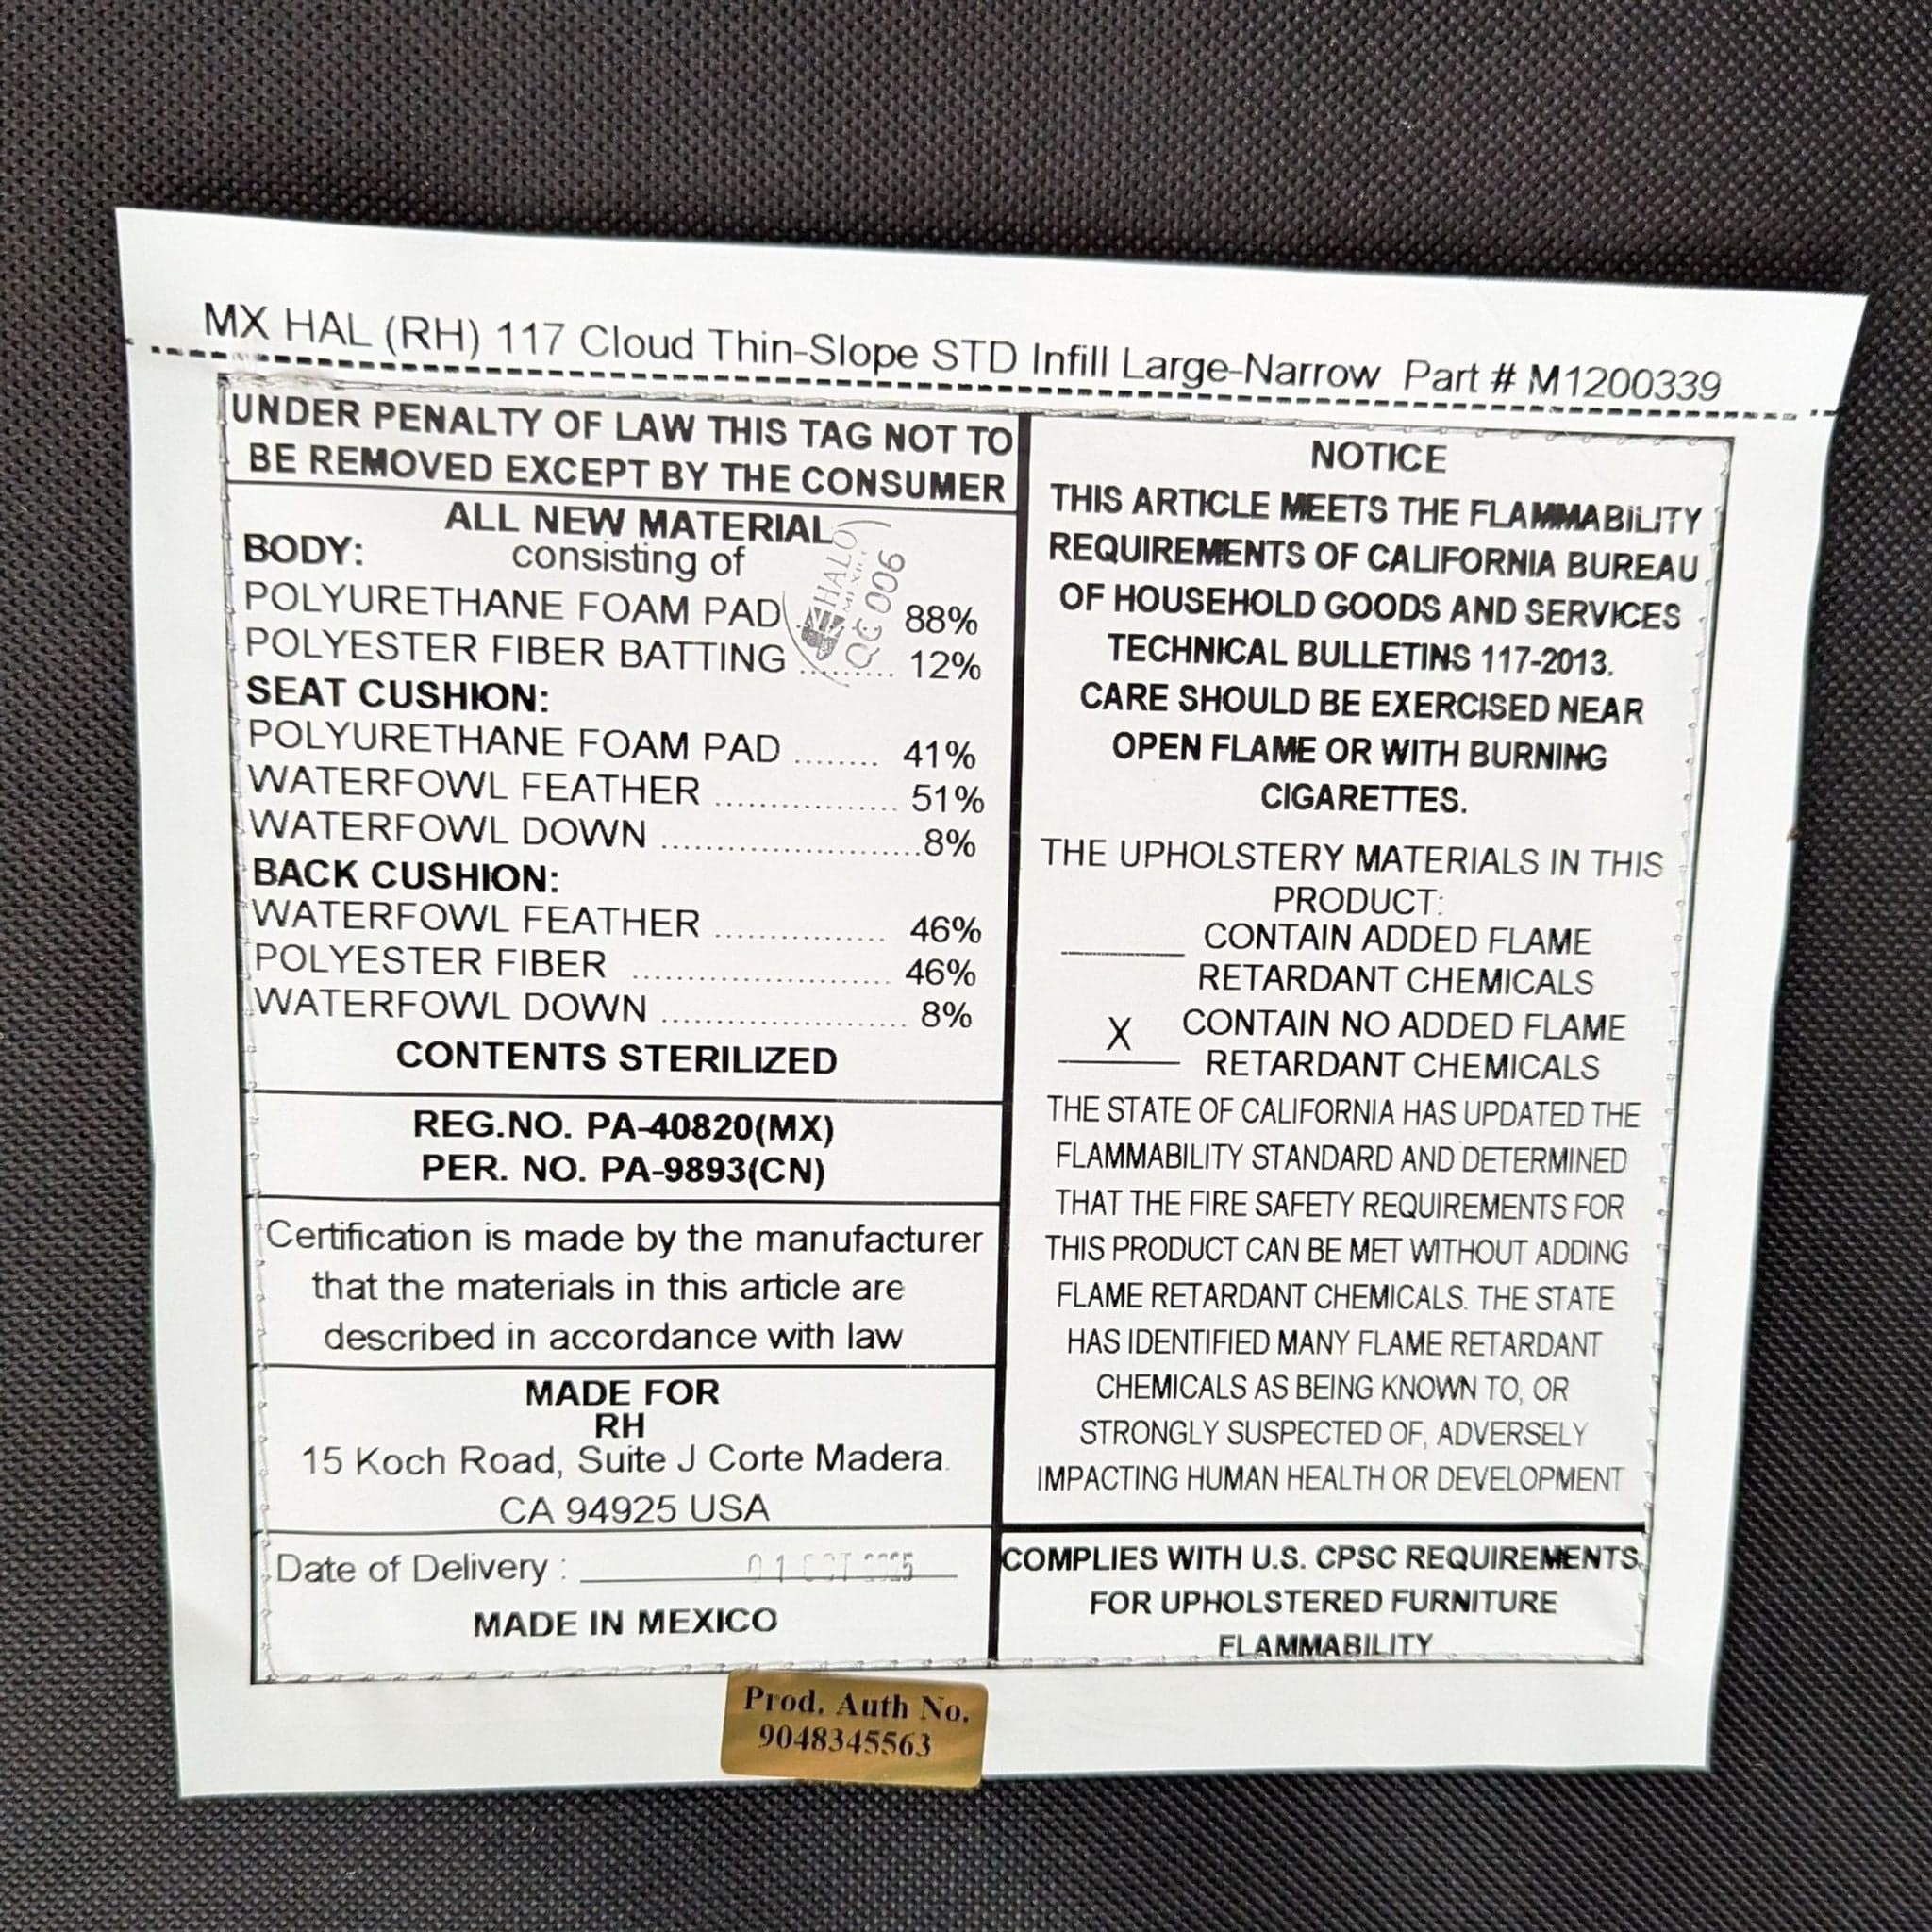 MX HAL (RH) 117 Cloud Thin-Slope STD Infill Large-Narrow Part # M1200339
UNDER PENALTY OF LAW THIS TAG NOT TO
BE REMOVED EXCEPT BY THE CONSUMER
ALL NEW MATERIAL
consisting of
BODY:
POLYURETHANE FOAM PAD 88%
POLYESTER FIBER BATTING ......... 12%
HALO
MEXICO
QC 006
SEAT CUSHION:
POLYURETHANE FOAM PAD ........ 41%
WATERFOWL FEATHER ................. 51%
WATERFOWL DOWN ........................ 8%
BACK CUSHION:
WATERFOWL FEATHER ................ 46%
POLYESTER FIBER ........................ 46%
WATERFOWL DOWN ....................... 8%
CONTENTS STERILIZED
REG.NO. PA-40820(MX)
PER. NO. PA-9893(CN)
Certification is made by the manufacturer
that the materials in this article are
described in accordance with law
MADE FOR
RH
15 Koch Road, Suite J Corte Madera.
CA 94925 USA
Date of Delivery : 01 OCT 2025
MADE IN MEXICO
NOTICE
THIS ARTICLE MEETS THE FLAMMABILITY
REQUIREMENTS OF CALIFORNIA BUREAU
OF HOUSEHOLD GOODS AND SERVICES
TECHNICAL BULLETINS 117-2013.
CARE SHOULD BE EXERCISED NEAR
OPEN FLAME OR WITH BURNING
CIGARETTES.
THE UPHOLSTERY MATERIALS IN THIS
PRODUCT:
______ CONTAIN ADDED FLAME
RETARDANT CHEMICALS
X CONTAIN NO ADDED FLAME
RETARDANT CHEMICALS
THE STATE OF CALIFORNIA HAS UPDATED THE
FLAMMABILITY STANDARD AND DETERMINED
THAT THE FIRE SAFETY REQUIREMENTS FOR
THIS PRODUCT CAN BE MET WITHOUT ADDING
FLAME RETARDANT CHEMICALS. THE STATE
HAS IDENTIFIED MANY FLAME RETARDANT
CHEMICALS AS BEING KNOWN TO, OR
STRONGLY SUSPECTED OF, ADVERSELY
IMPACTING HUMAN HEALTH OR DEVELOPMENT
COMPLIES WITH U.S. CPSC REQUIREMENTS
FOR UPHOLSTERED FURNITURE
FLAMMABILITY
Prod. Auth No.
9048345563